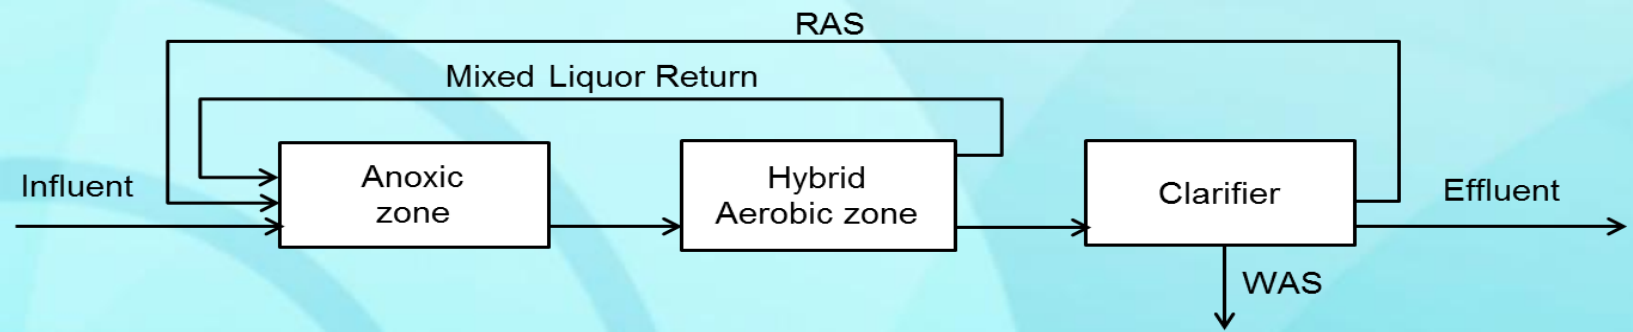 RAS
Mixed Liquor Return
Influent
Anoxic
zone
Hybrid
Aerobic zone
Clarifier
Effluent
WAS